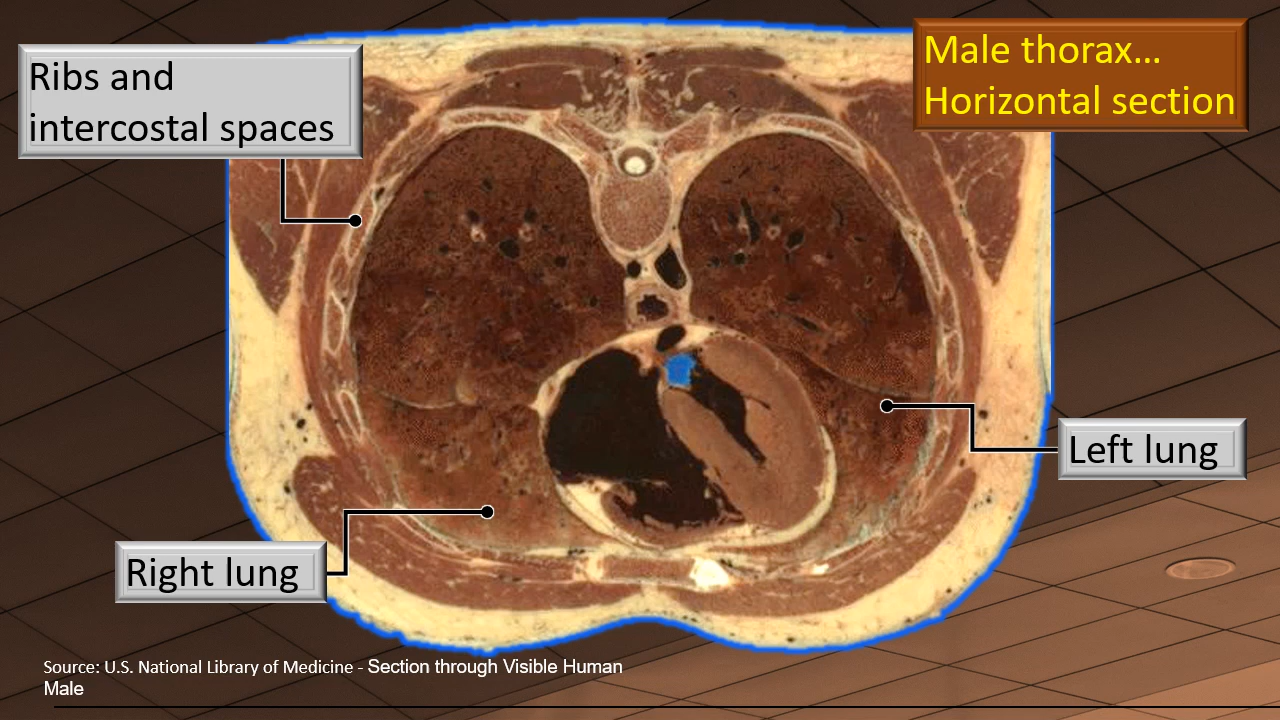 Ribs and
intercostal spaces
Male thorax...
Horizontal section
Left lung
Right lung
Source: U.S. National Library of Medicine - Section through Visible Human
Male